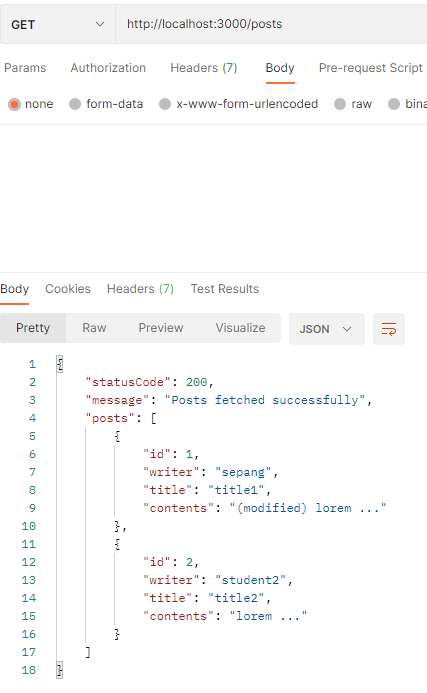 GET http://localhost:3000/posts
Params Authorization Headers (7) Body Pre-request Script
none form-data x-www-form-urlencoded raw bina
Body Cookies Headers (7) Test Results
Pretty Raw Preview Visualize JSON
1 {
2 "statusCode": 200,
3 "message": "Posts fetched successfully",
4 "posts": [
5 {
6 "id": 1,
7 "writer": "sepang",
8 "title": "title1",
9 "contents": "(modified) lorem ..."
10 },
11 {
12 "id": 2,
13 "writer": "student2",
14 "title": "title2",
15 "contents": "lorem ..."
16 }
17 ]
18 }